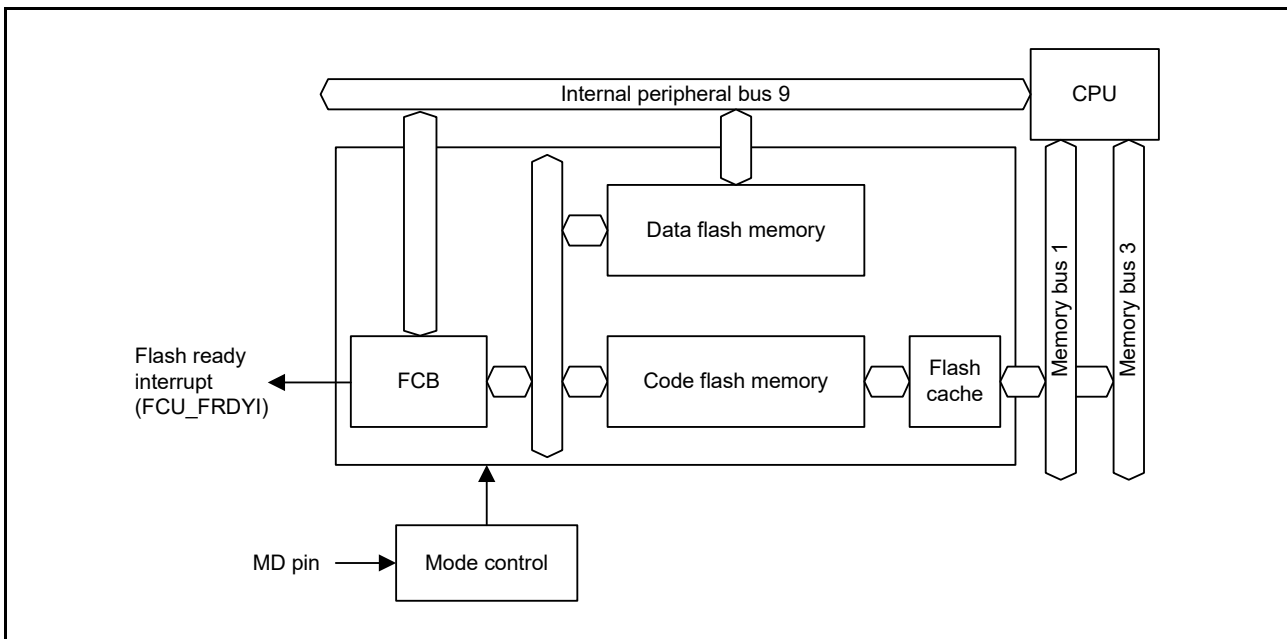 Internal peripheral bus 9
CPU
Data flash memory
Memory bus 1
Memory bus 3
Flash ready
interrupt
(FCU_FRDYI)
FCB
Code flash memory
Flash
cache
MD pin
Mode control